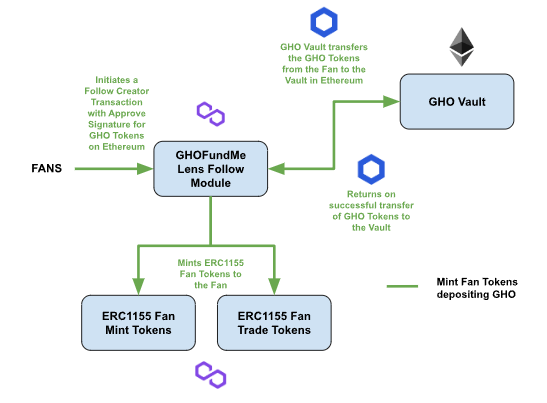 GHO Vault transfers
the GHO Tokens
from the Fan to the
Vault in Ethereum
Initiates a
Follow Creator
Transaction
with Approve
Signature for
GHO Tokens
on Ethereum
GHO Vault
FANS
GHOFundMe
Lens Follow
Module
Returns on
successful transfer
of GHO Tokens to
the Vault
Mints ERC1155
Fan Tokens to
the Fan
Mint Fan Tokens
depositing GHO
ERC1155 Fan
Mint Tokens
ERC1155 Fan
Trade Tokens